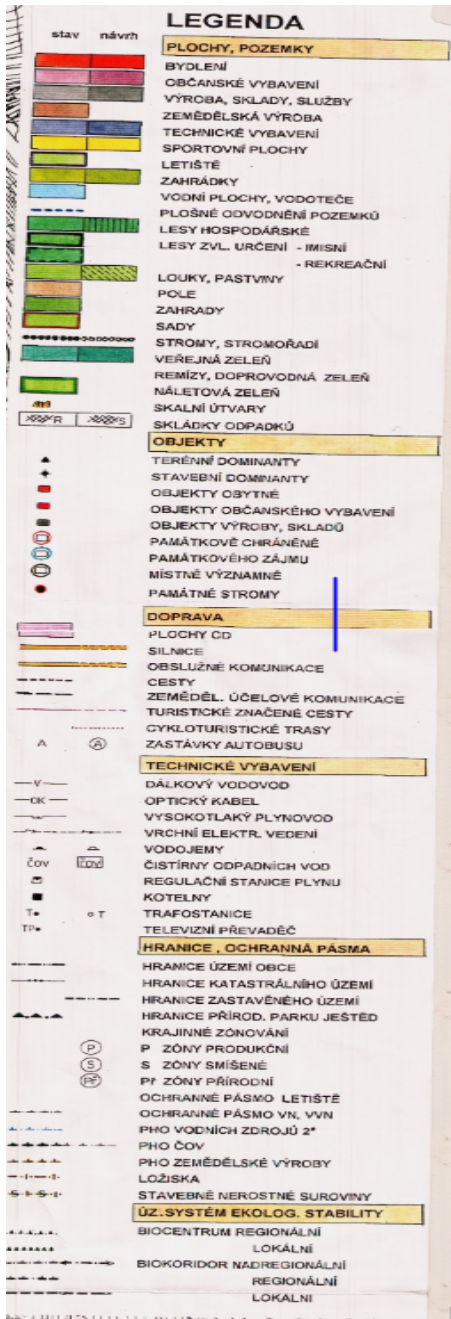 LEGENDA
stav návrh
PLOCHY, POZEMKY
BYDLENÍ
OBČANSKÉ VYBAVENÍ
VÝROBA, SKLADY, SLUŽBY
ZEMĚDĚLSKÁ VÝROBA
TECHNICKÉ VYBAVENÍ
SPORTOVNÍ PLOCHY
LETIŠTĚ
ZAHRÁDKY
VODNÍ PLOCHY, VODOTEČE
PLOŠNÉ ODVODNĚNÍ POZEMKŮ
LESY HOSPODÁŘSKÉ
LESY ZVL. URČENÍ - IMISNÍ
- REKREAČNÍ
LOUKY, PASTVINY
POLE
ZAHRADY
SADY
STROMY, STROMOŘADÍ
VEŘEJNÁ ZELEŇ
REMÍZY, DOPROVODNÁ ZELEŇ
NÁLETOVÁ ZELEŇ
SKALNÍ ÚTVARY
R S SKLÁDKY ODPADKŮ
OBJEKTY
TERÉNNÍ DOMINANTY
STAVEBNÍ DOMINANTY
OBJEKTY OBYTNÉ
OBJEKTY OBČANSKÉHO VYBAVENÍ
OBJEKTY VÝROBY, SKLADŮ
PAMÁTKOVĚ CHRÁNĚNÉ
PAMÁTKOVÉHO ZÁJMU
MÍSTNĚ VÝZNAMNÉ
PAMÁTNÉ STROMY
DOPRAVA
PLOCHY ČD
SILNICE
OBSLUŽNÉ KOMUNIKACE
CESTY
ZEMĚDĚL. ÚČELOVÉ KOMUNIKACE
TURISTICKÉ ZNAČENÉ CESTY
CYKLOTURISTICKÉ TRASY
A A ZASTÁVKY AUTOBUSU
TECHNICKÉ VYBAVENÍ
V DÁLKOVÝ VODOVOD
OK OPTICKÝ KABEL
VYSOKOTLAKÝ PLYNOVOD
VRCHNÍ ELEKTR. VEDENÍ
VODOJEMY
ČOV ČOV ČISTÍRNY ODPADNÍCH VOD
REGULAČNÍ STANICE PLYNU
KOTELNY
T T TRAFOSTANICE
TP TELEVIZNÍ PŘEVADĚČ
HRANICE, OCHRANNÁ PÁSMA
HRANICE ÚZEMÍ OBCE
HRANICE KATASTRÁLNÍHO ÚZEMÍ
HRANICE ZASTAVĚNÉHO ÚZEMÍ
HRANICE PŘÍROD. PARKU JEŠTĚD
KRAJINNÉ ZÓNOVÁNÍ
P P ZÓNY PRODUKČNÍ
S S ZÓNY SMÍŠENÉ
Př Př ZÓNY PŘÍRODNÍ
OCHRANNÉ PÁSMO LETIŠTĚ
OCHRANNÉ PÁSMO VN, VVN
PHO VODNÍCH ZDROJŮ 2°
PHO ČOV
PHO ZEMĚDĚLSKÉ VÝROBY
LOŽISKA
S S STAVEBNĚ NEROSTNÉ SUROVINY
ÚZ.SYSTÉM EKOLOG. STABILITY
BIOCENTRUM REGIONÁLNÍ
LOKÁLNÍ
BIOKORIDOR NADREGIONÁLNÍ
REGIONÁLNÍ
LOKALNI